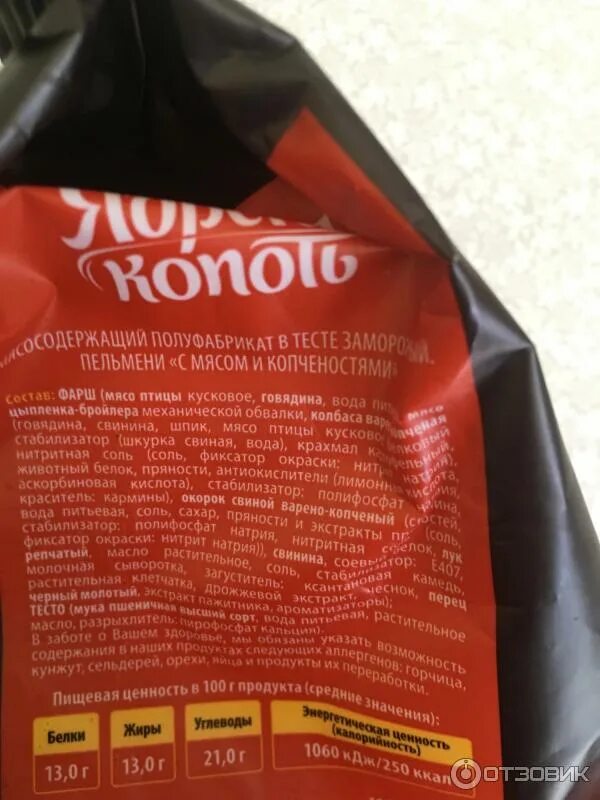 копоть
МЯСОСОДЕРЖАЩИЙ ПОЛУФАБРИКАТ В ТЕСТЕ
ПЕЛЬМЕНИ «С МЯСОМ И КОПЧЕНОСТЯМИ»
Состав: ФАРШ (мясо птицы кусковое, говядина, вода мясо
цыпленка-бройлера механической обвалки, колбаса
(говядина, свинина, шпик, мясо птицы кусковое,
стабилизатор (шкурка свиная, вода), крахмал
нитритная соль (соль, фиксатор окраски: нитрит натрия),
животный белок, пряности, антиокислители (лимонная кислота,
аскорбиновая кислота), стабилизатор: полифосфат
краситель: кармины), окорок свиной варено-копченый
вода питьевая, соль, сахар, пряности и экстракты
стабилизатор: полифосфат натрия, нитритная (соль,
фиксатор окраски: нитрит натрия)), свинина, лук
репчатый, масло растительное, соль, стабилизатор: Е407,
молочная сыворотка, загуститель: ксантановая камедь,
растительная клетчатка, дрожжевой экстракт, чеснок, перец
черный молотый, экстракт пажитника, ароматизаторы);
ТЕСТО (мука пшеничная высший сорт, вода питьевая, растительное
масло, разрыхлитель: пирофосфат кальция).
В заботе о Вашем здоровье, мы обязаны указать возможность
содержания в наших продуктах следующих аллергенов: горчица,
кунжут, сельдерей, орехи, яйца и продукты их переработки.
Пищевая ценность в 100 г продукта (средние значения):
Белки Жиры Углеводы Энергетическая ценность
(калорийность)
13,0 г 13,0 г 21,0 г 1060 кДж/250 ккал
ОТЗОВИК